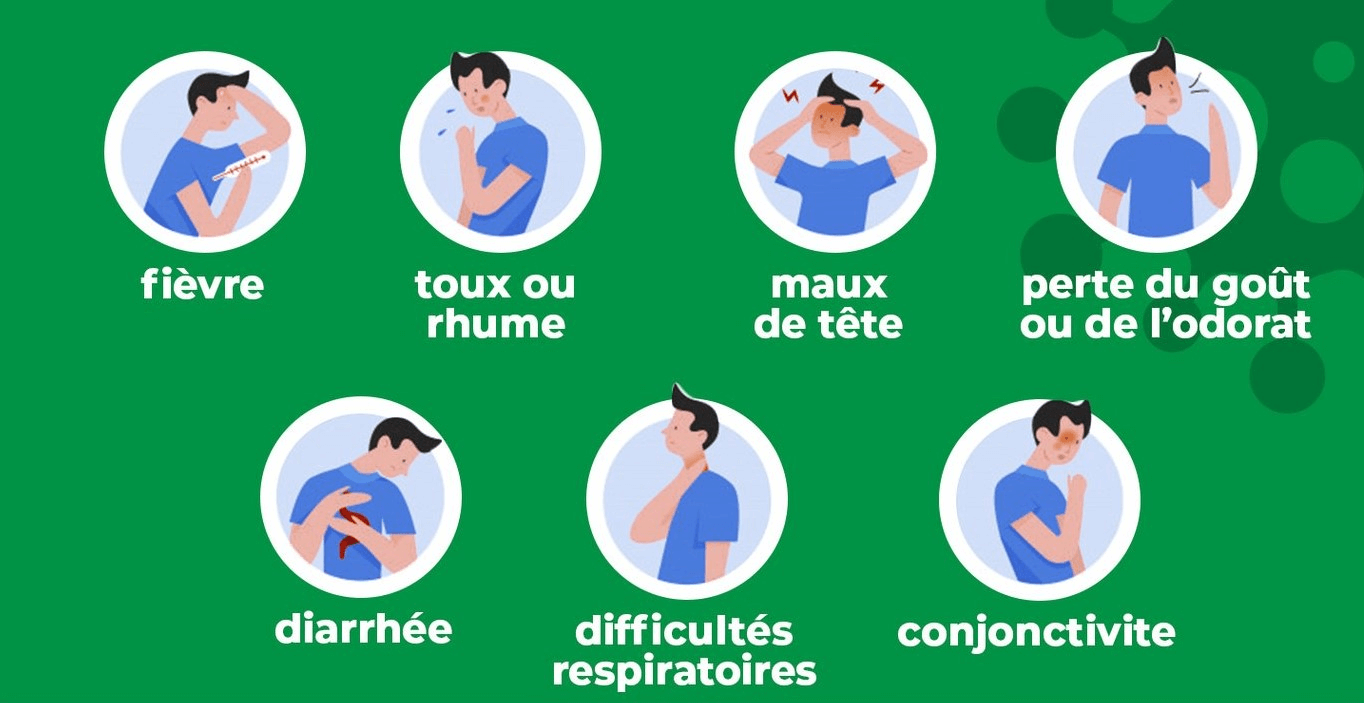 fièvre
toux ou
rhume
maux
de tête
perte du goût
ou de l’odorat
diarrhée
difficultés
respiratoires
conjonctivite